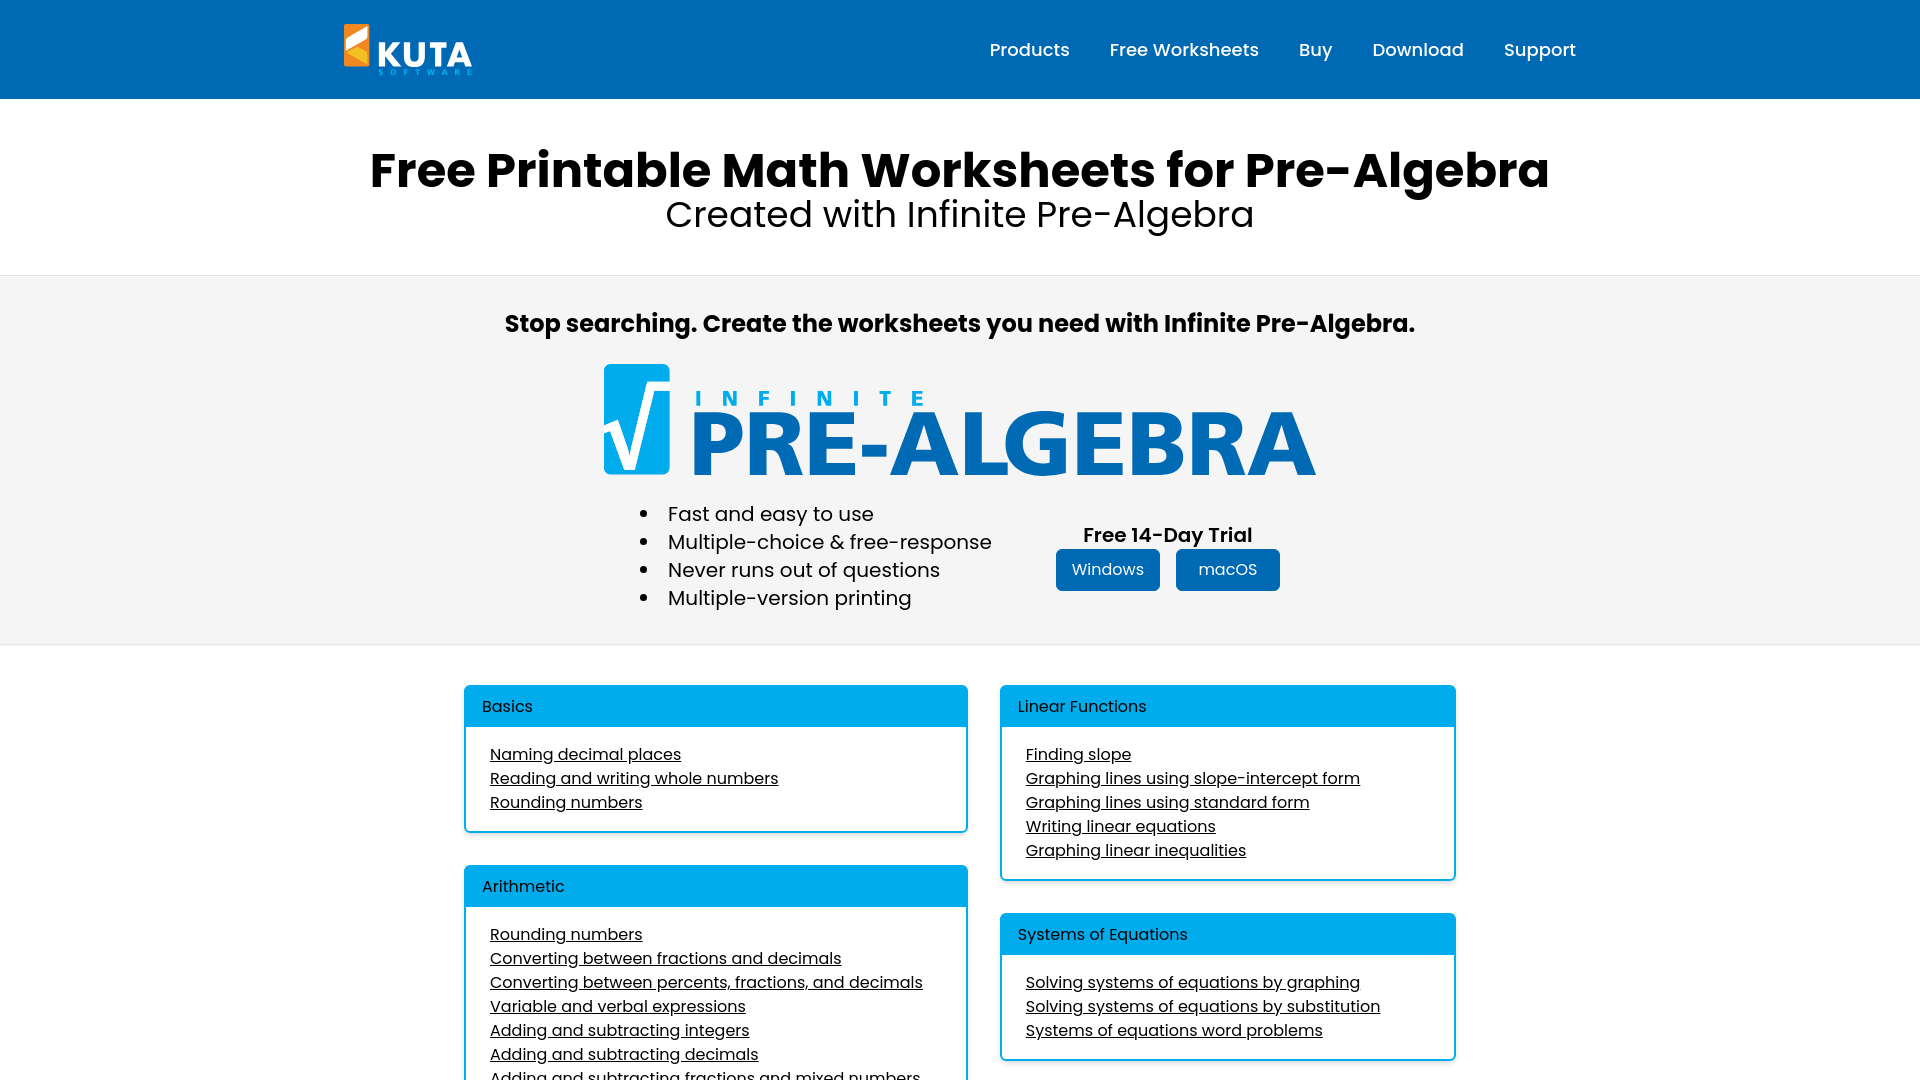 KUTA
SOFTWARE
Products
Free Worksheets
Buy
Download
Support
Free Printable Math Worksheets for Pre-Algebra
Created with Infinite Pre-Algebra
Stop searching. Create the worksheets you need with Infinite Pre-Algebra.
INFINITE
PRE-ALGEBRA
Fast and easy to use
Multiple-choice & free-response
Never runs out of questions
Multiple-version printing
Free 14-Day Trial
Windows
macOS
Basics
Naming decimal places
Reading and writing whole numbers
Rounding numbers
Arithmetic
Rounding numbers
Converting between fractions and decimals
Converting between percents, fractions, and decimals
Variable and verbal expressions
Adding and subtracting integers
Adding and subtracting decimals
Adding and subtracting fractions and mixed numbers
Linear Functions
Finding slope
Graphing lines using slope-intercept form
Graphing lines using standard form
Writing linear equations
Graphing linear inequalities
Systems of Equations
Solving systems of equations by graphing
Solving systems of equations by substitution
Systems of equations word problems